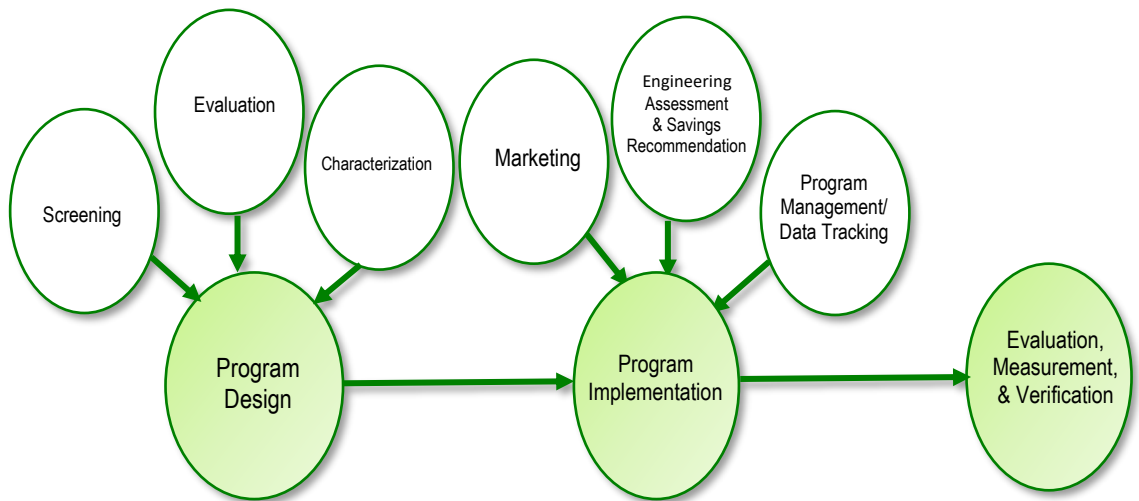 Screening
Evaluation
Characterization
Marketing
Engineering
Assessment
& Savings
Recommendation
Program
Management/
Data Tracking
Program
Design
Program
Implementation
Evaluation,
Measurement,
& Verification